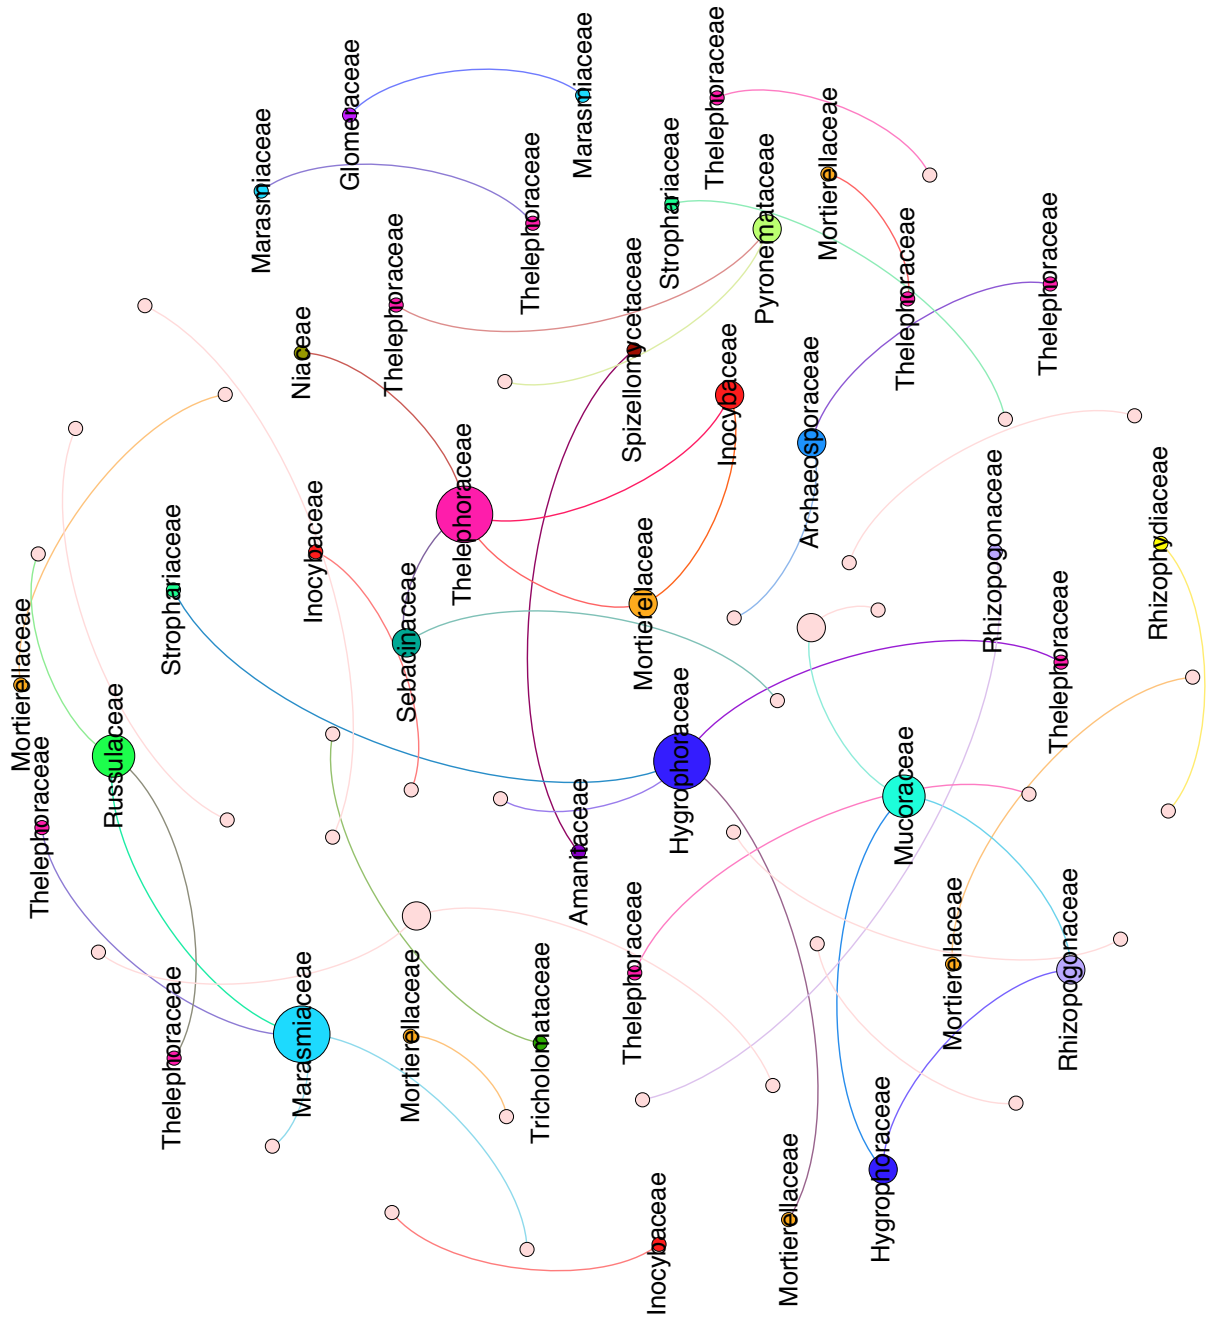 Marasmiaceae
Glomeraceae
Marasmiaceae
Thelephoraceae
Thelephoraceae
Strophariaceae
Pyronemataceae
Mortierellaceae
Thelephoraceae
Thelephoraceae
Thelephoraceae
Niaceae
Spizellomycetaceae
Inocybaceae
Archaeosporaceae
Thelephoraceae
Inocybaceae
Strophariaceae
Sebacinaceae
Mortierellaceae
Rhizopogonaceae
Rhizophydiaceae
Mortierellaceae
Russulaceae
Thelephoraceae
Hygrophoraceae
Thelephoraceae
Mucoraceae
Amanitaceae
Thelephoraceae
Marasmiaceae
Mortierellaceae
Tricholomataceae
Thelephoraceae
Mortierellaceae
Rhizopogonaceae
Hygrophoraceae
Mortierellaceae
Inocybaceae